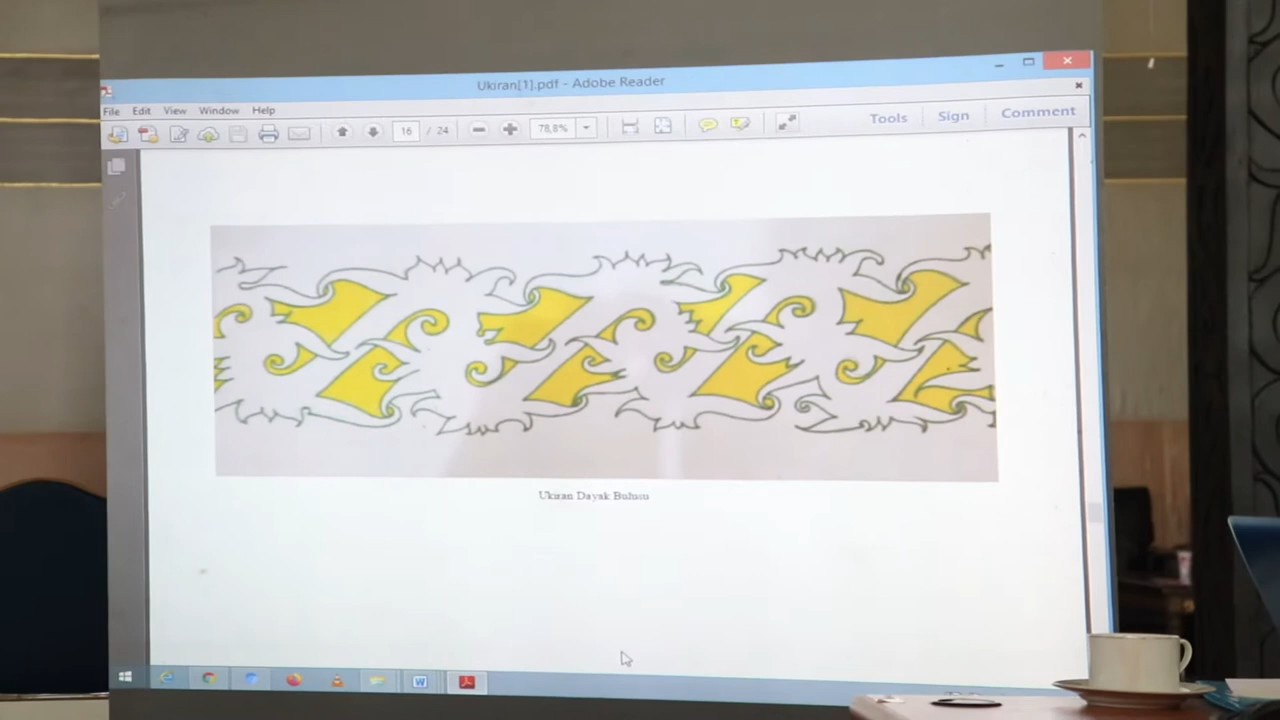 Ukiran[1].pdf - Adobe Reader
File Edit View Window Help
16 / 24 78,8% Tools Sign Comment
Ukiran Dayak Bulusu